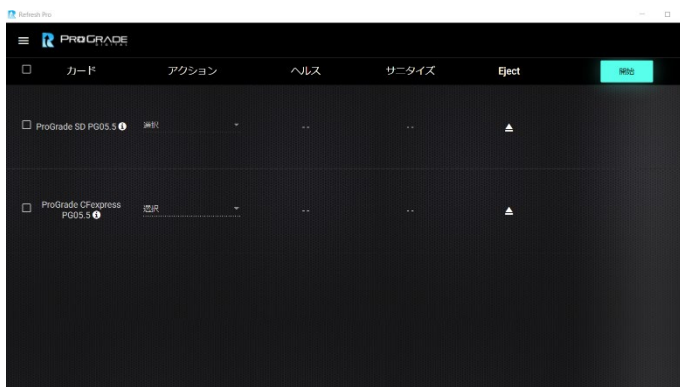 Refresh Pro
PROGRADE
DIGITAL
カード アクション ヘルス サニタイズ Eject 開始
ProGrade SD PG05.5 選択 -- --
ProGrade CFexpress
PG05.5 選択 -- --